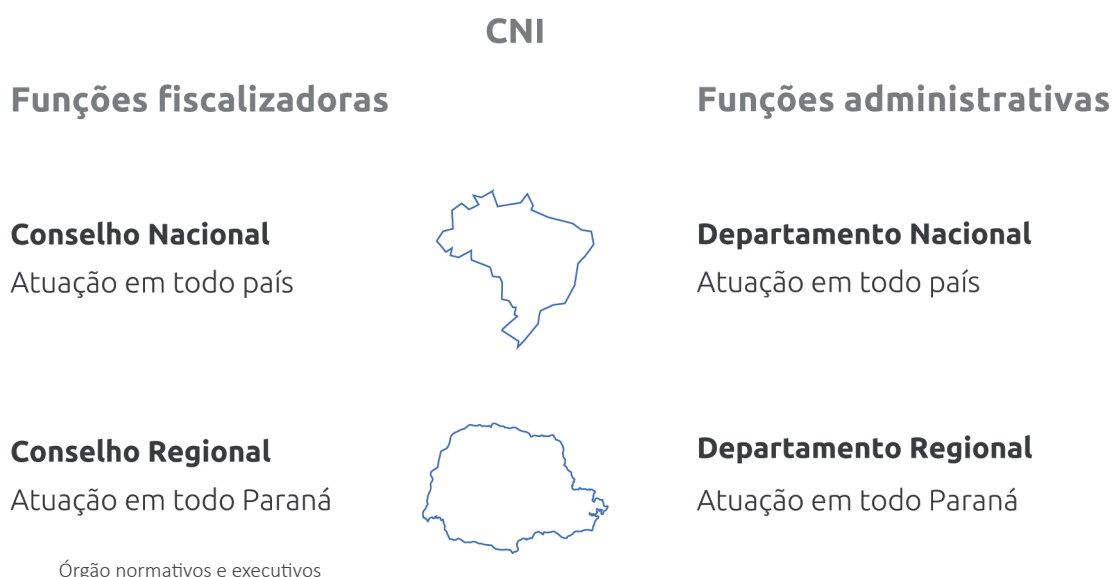 CNI
Funções fiscalizadoras
Funções administrativas
Conselho Nacional
Atuação em todo país
Departamento Nacional
Atuação em todo país
Conselho Regional
Atuação em todo Paraná
Departamento Regional
Atuação em todo Paraná
Órgão normativos e executivos